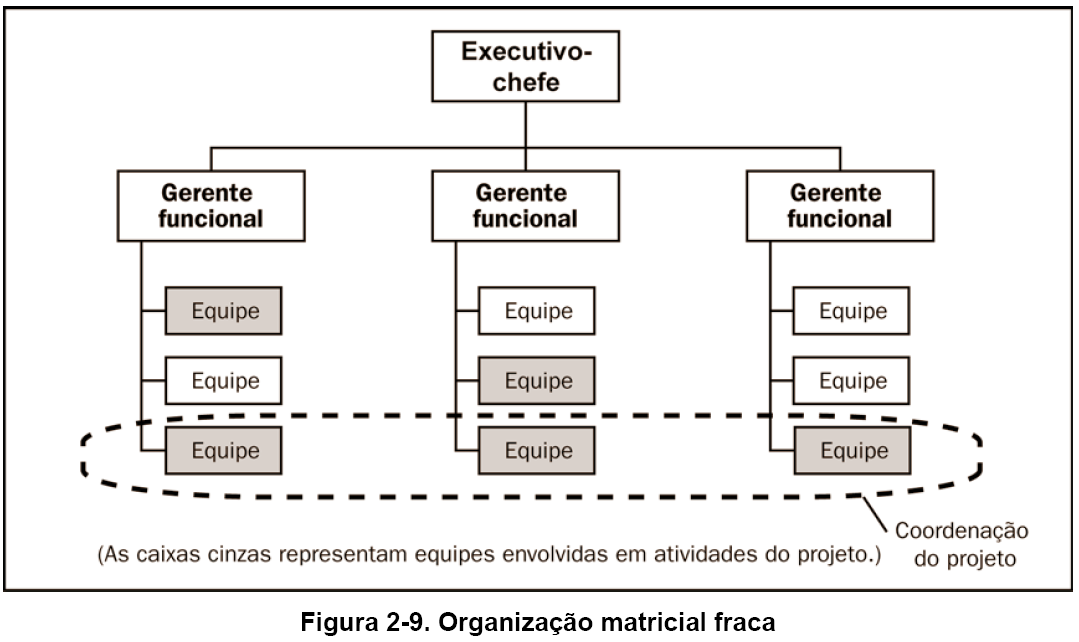 Executivo-
chefe
Gerente
funcional
Gerente
funcional
Gerente
funcional
Equipe
Equipe
Equipe
Equipe
Equipe
Equipe
Equipe
Equipe
Equipe
Coordenação
do projeto
(As caixas cinzas representam equipes envolvidas em atividades do projeto.)
Figura 2-9. Organização matricial fraca